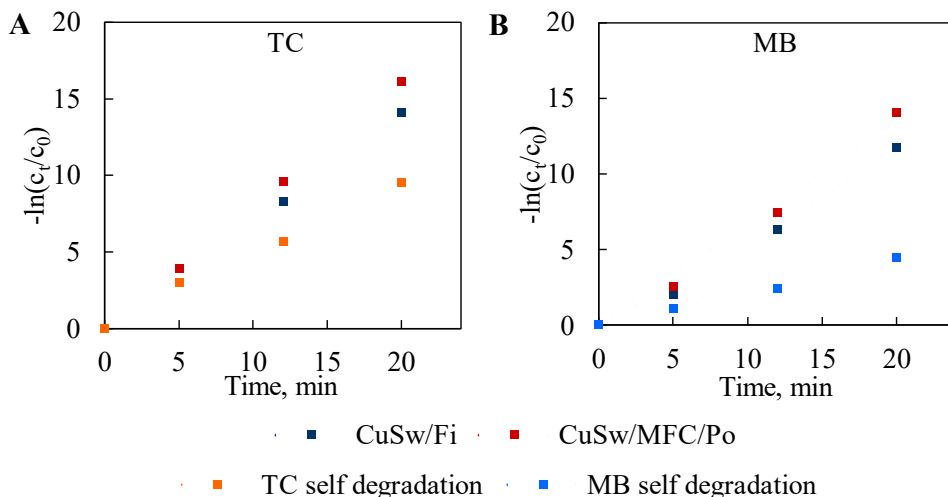 A
TC
20
15
10
5
0
-ln(cₜ/c₀)
0 5 10 15 20
Time, min
B
MB
20
15
10
5
0
-ln(cₜ/c₀)
0 5 10 15 20
Time, min
CuSw/Fi CuSw/MFC/Po
TC self degradation MB self degradation